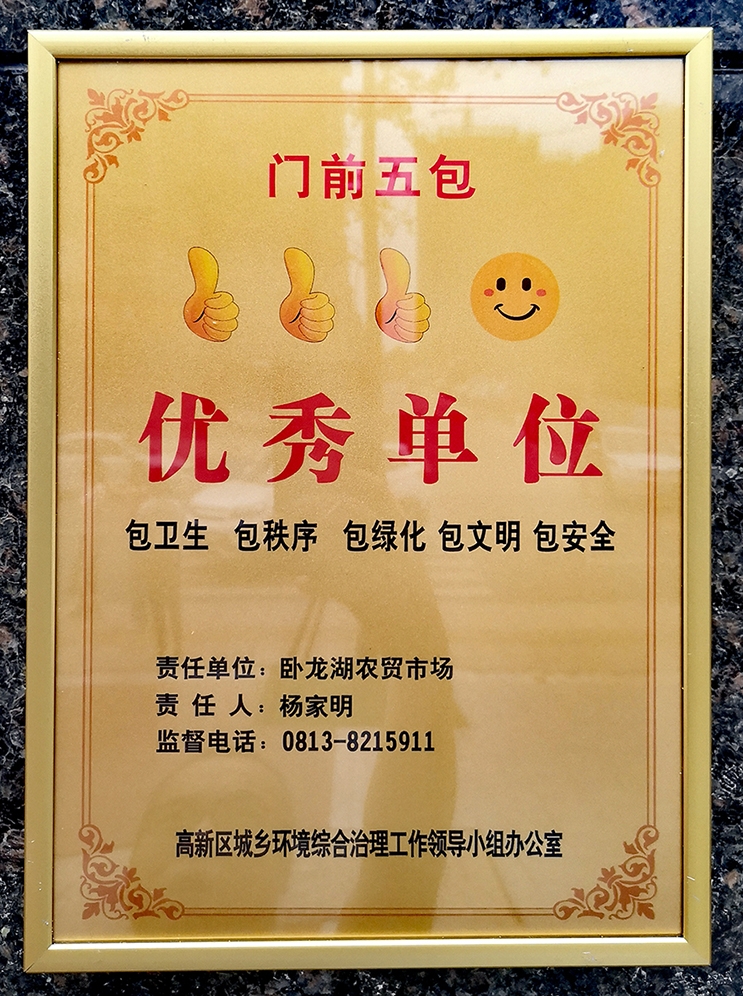 门前五包
优秀单位
包卫生 包秩序 包绿化 包文明 包安全
责任单位：卧龙湖农贸市场
责 任 人：杨家明
监督电话：0813-8215911
高新区城乡环境综合治理工作领导小组办公室